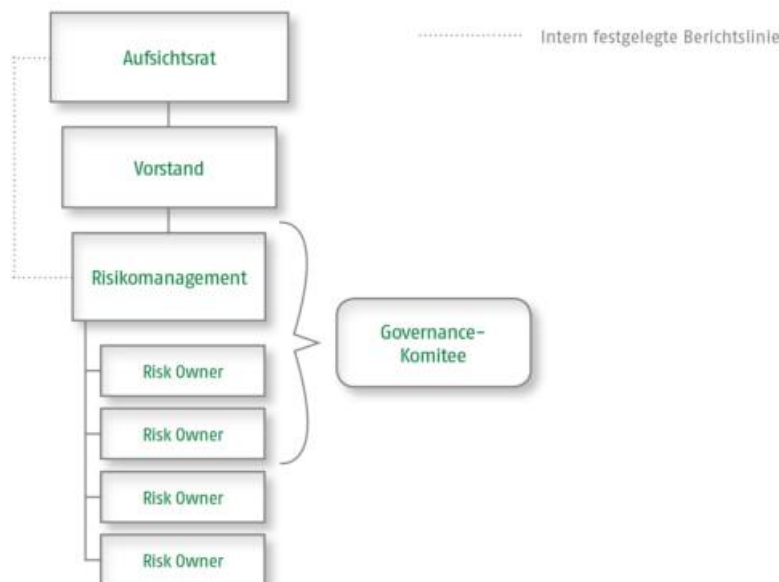 Aufsichtsrat
Intern festgelegte Berichtslinie
Vorstand
Risikomanagement
Governance-
Komitee
Risk Owner
Risk Owner
Risk Owner
Risk Owner